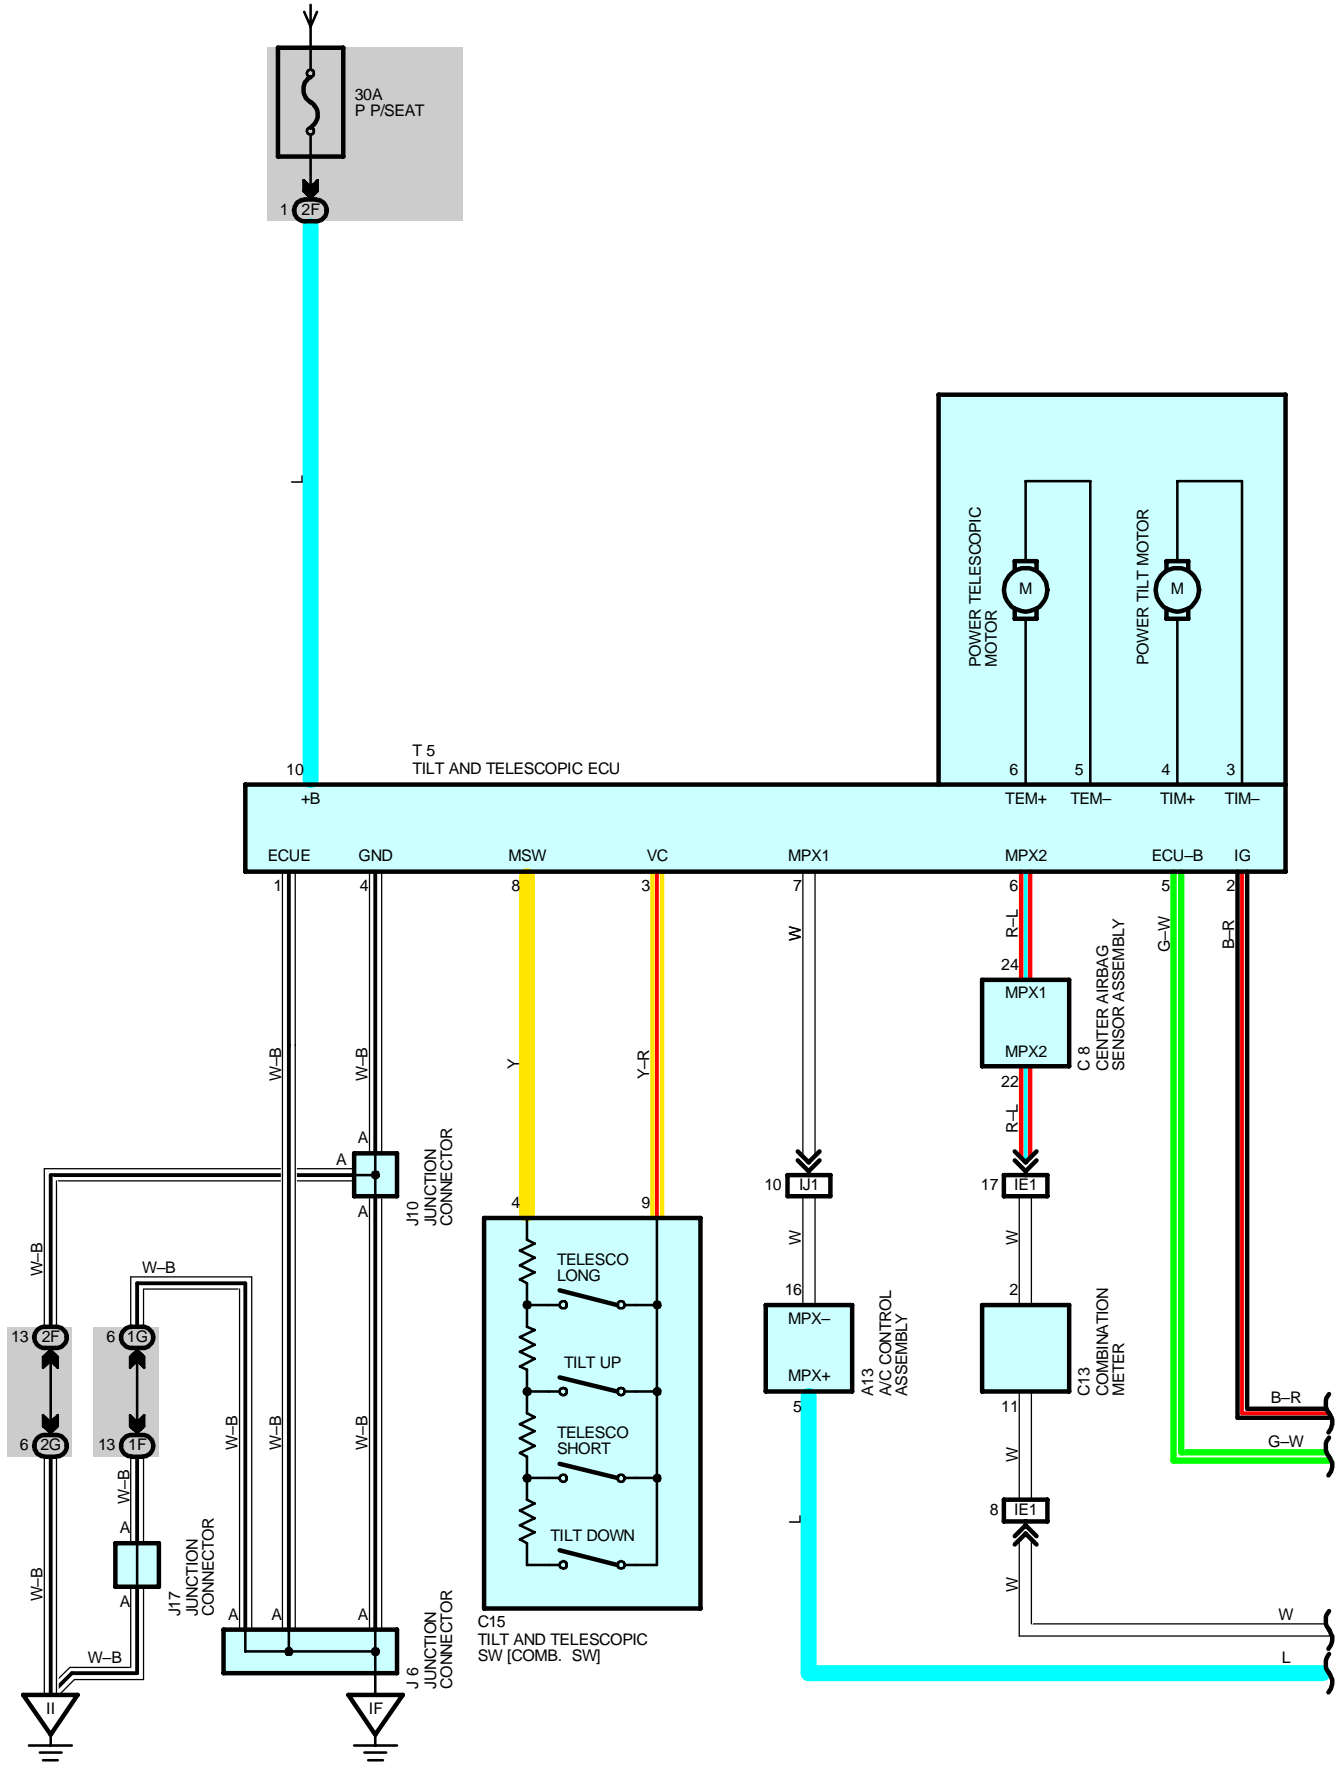 30A
P P/SEAT
1 2F
L
POWER TELESCOPIC
MOTOR
M
POWER TILT MOTOR
M
T 5
TILT AND TELESCOPIC ECU
10 6 5 4 3
+B TEM+ TEM– TIM+ TIM–
ECUE GND MSW VC MPX1 MPX2 ECU–B IG
1 4 8 3 7 6 5 2
W
R–L
G–W
B–R
24
MPX1
MPX2
C 8
CENTER AIRBAG
SENSOR ASSEMBLY
22
R–L
W–B
W–B
Y
Y–R
A
A
A
J10
JUNCTION
CONNECTOR
10 IJ1
17 IE1
4 9
W–B
W–B
W
W
TELESCO
LONG
TILT UP
TELESCO
SHORT
TILT DOWN
16
MPX–
MPX+
5
A13
A/C CONTROL
ASSEMBLY
2
C13
COMBINATION
METER
11
13 2F
6 1G
6 2G
13 1F
B–R
G–W
W–B
W–B
W–B
W–B
W
8 IE1
L
A
A
J17
JUNCTION
CONNECTOR
W–B
W–B
W
A A A
J 6
JUNCTION
CONNECTOR
C15
TILT AND TELESCOPIC
SW [COMB. SW]
W
L
II
IF